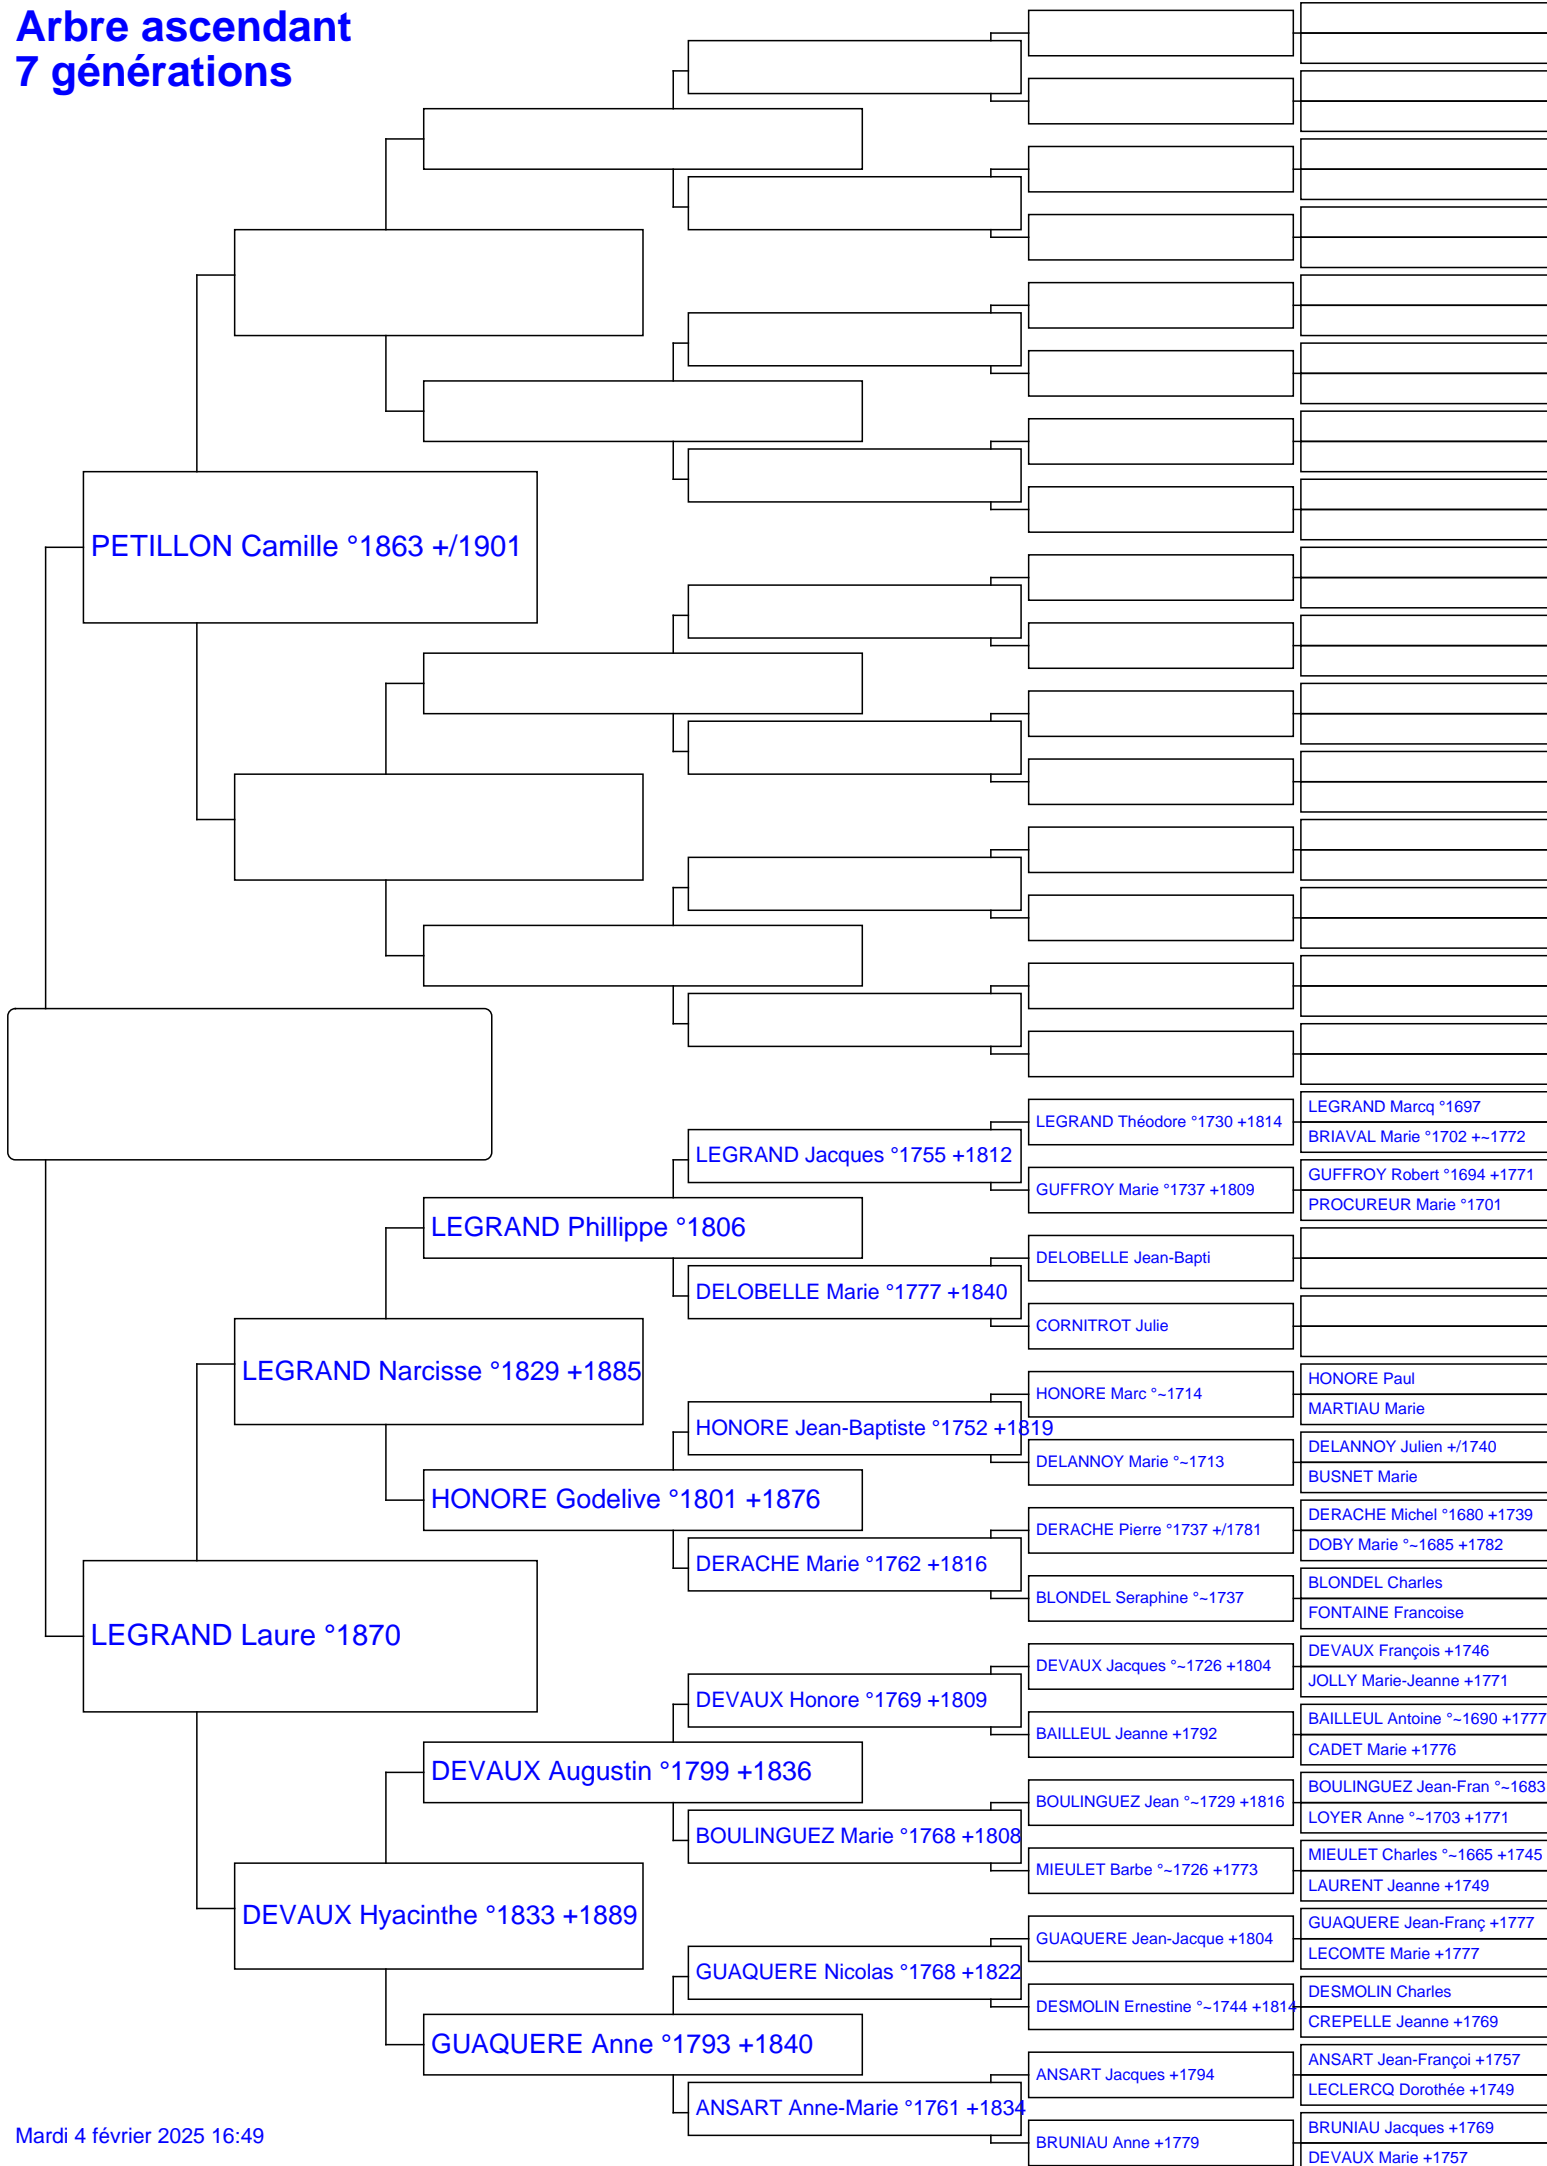 Arbre ascendant
7 générations
PETILLON Camille °1863 +/1901
LEGRAND Marcq °1697
LEGRAND Théodore °1730 +1814
BRIAVAL Marie °1702 +~1772
LEGRAND Jacques °1755 +1812
GUFFROY Robert °1694 +1771
GUFFROY Marie °1737 +1809
PROCUREUR Marie °1701
LEGRAND Phillippe °1806
DELOBELLE Jean-Bapti
DELOBELLE Marie °1777 +1840
CORNITROT Julie
LEGRAND Narcisse °1829 +1885
HONORE Paul
HONORE Marc °~1714
MARTIAU Marie
HONORE Jean-Baptiste °1752 +1819
DELANNOY Julien +/1740
DELANNOY Marie °~1713
BUSNET Marie
HONORE Godelive °1801 +1876
DERACHE Michel °1680 +1739
DERACHE Pierre °1737 +/1781
DOBY Marie °~1685 +1782
DERACHE Marie °1762 +1816
BLONDEL Charles
BLONDEL Seraphine °~1737
FONTAINE Francoise
LEGRAND Laure °1870
DEVAUX François +1746
DEVAUX Jacques °~1726 +1804
JOLLY Marie-Jeanne +1771
DEVAUX Honore °1769 +1809
BAILLEUL Antoine °~1690 +1777
BAILLEUL Jeanne +1792
CADET Marie +1776
DEVAUX Augustin °1799 +1836
BOULINGUEZ Jean-Fran °~1683
BOULINGUEZ Jean °~1729 +1816
LOYER Anne °~1703 +1771
BOULINGUEZ Marie °1768 +1808
MIEULET Charles °~1665 +1745
MIEULET Barbe °~1726 +1773
LAURENT Jeanne +1749
DEVAUX Hyacinthe °1833 +1889
GUAQUERE Jean-Franç +1777
GUAQUERE Jean-Jacque +1804
LECOMTE Marie +1777
GUAQUERE Nicolas °1768 +1822
DESMOLIN Charles
DESMOLIN Ernestine °~1744 +1814
CREPELLE Jeanne +1769
GUAQUERE Anne °1793 +1840
ANSART Jean-Françoi +1757
ANSART Jacques +1794
LECLERCQ Dorothée +1749
ANSART Anne-Marie °1761 +1834
BRUNIAU Jacques +1769
BRUNIAU Anne +1779
DEVAUX Marie +1757
Mardi 4 février 2025 16:49